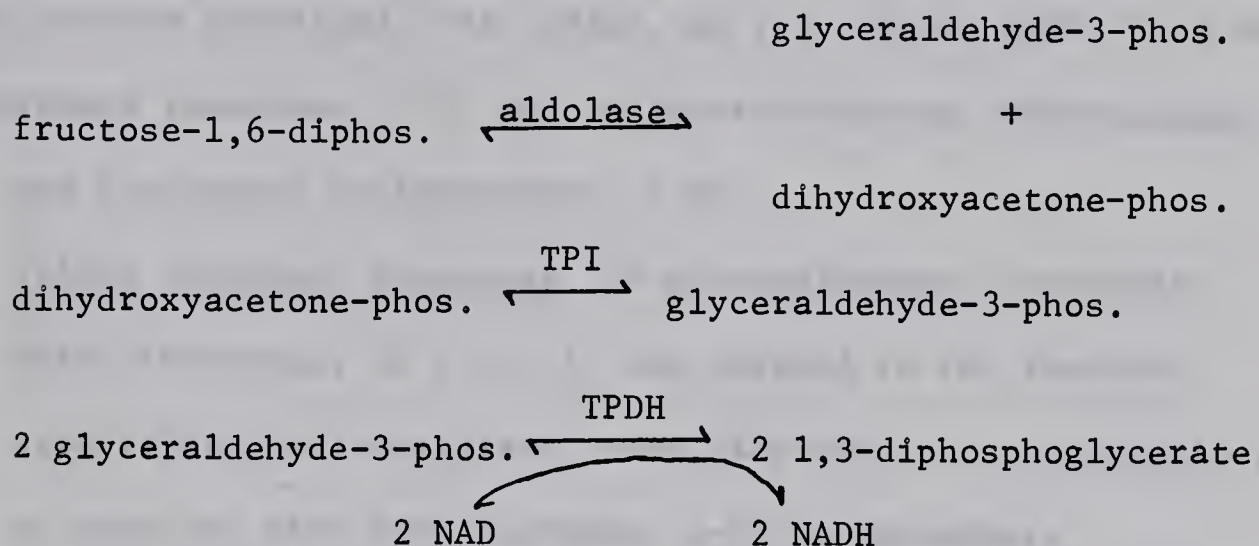 glyceraldehyde-3-phos.
fructose-1,6-diphos. aldolase +
dihydroxyacetone-phos.
TPI
dihydroxyacetone-phos. glyceraldehyde-3-phos.
TPDH
2 glyceraldehyde-3-phos. 2 1,3-diphosphoglycerate
2 NAD 2 NADH